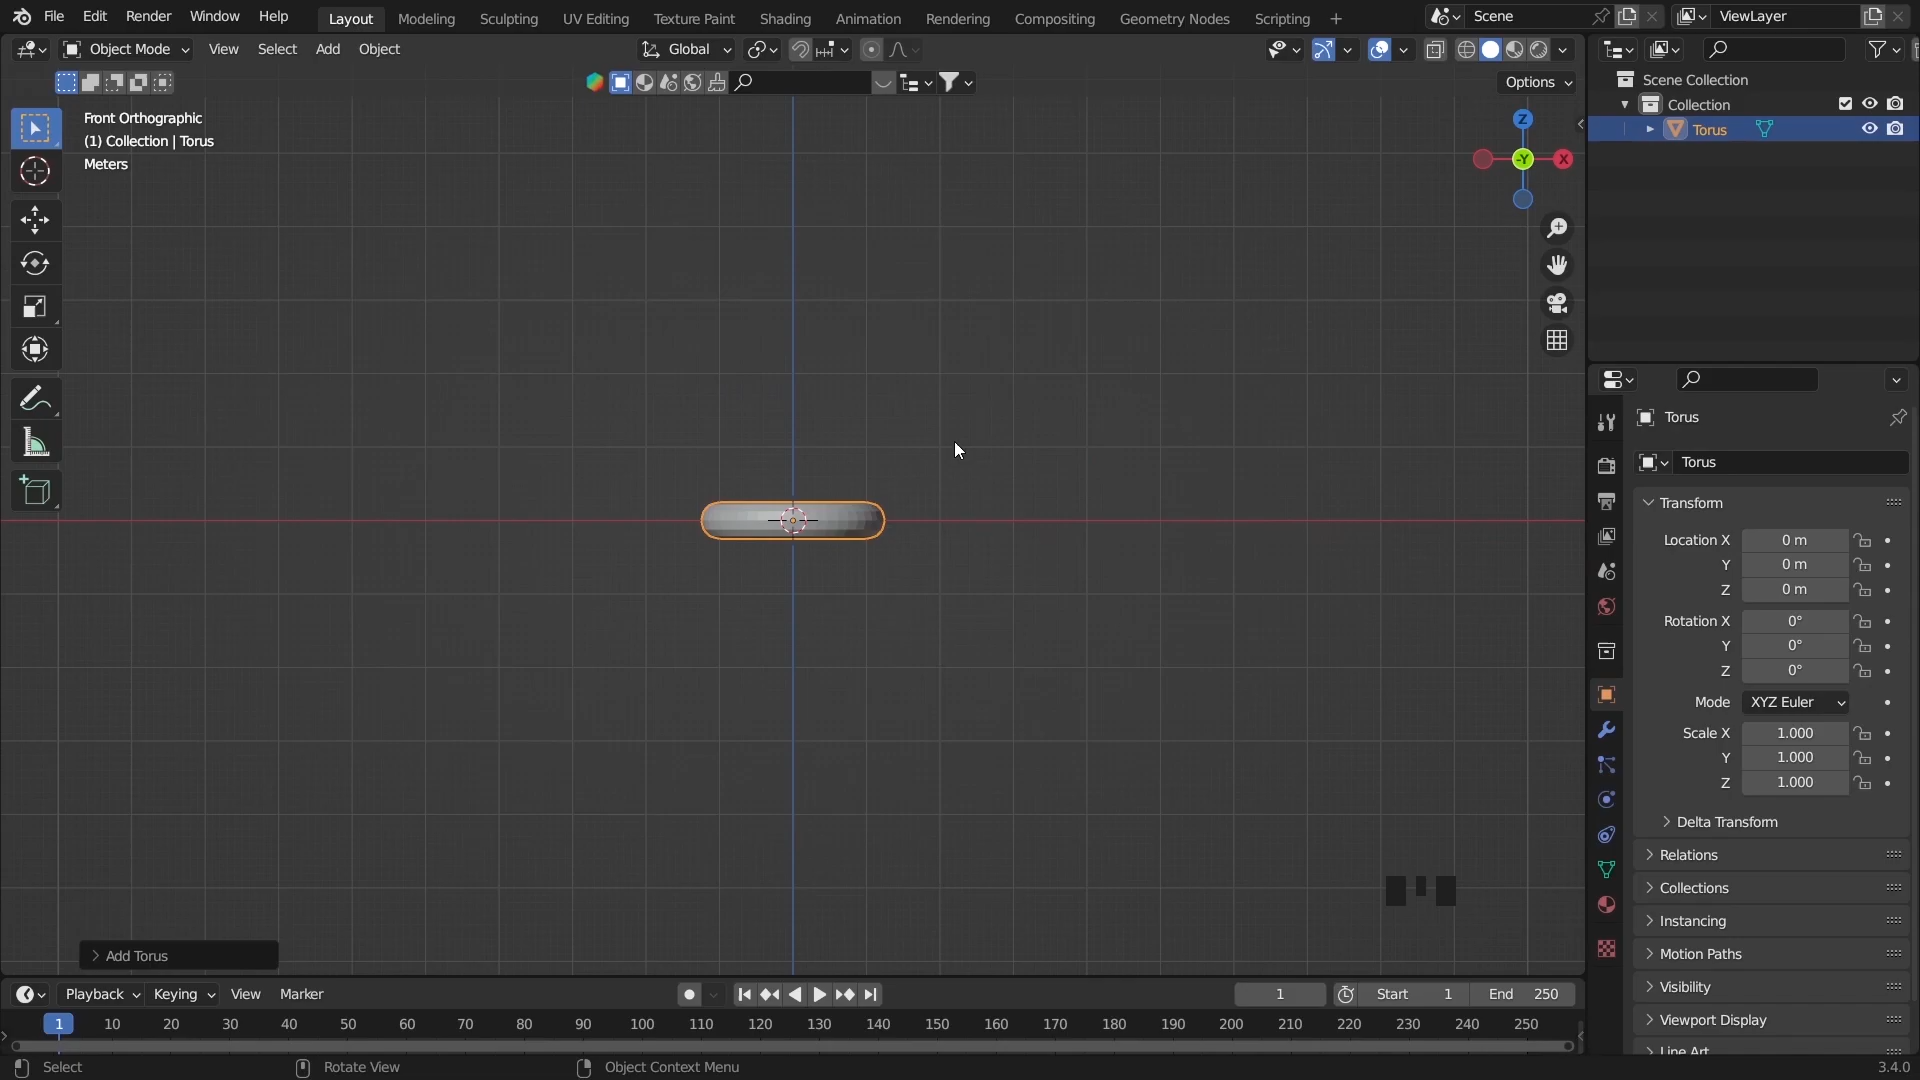 File Edit Render Window Help Layout Modeling Sculpting UV Editing Texture Paint Shading Animation Rendering Compositing Geometry Nodes Scripting + Scene ViewLayer
Object Mode View Select Add Object Global
Options
Front Orthographic
(1) Collection | Torus
Meters
Z
-Y
X
Scene Collection
Collection
Torus
Torus
Torus
Transform
Location X 0 m
Y 0 m
Z 0 m
Rotation X 0°
Y 0°
Z 0°
Mode XYZ Euler
Scale X 1.000
Y 1.000
Z 1.000
Delta Transform
Relations
Collections
Instancing
Motion Paths
Visibility
Viewport Display
Line Art
Add Torus
Playback Keying View Marker 1 Start 1 End 250
1 10 20 30 40 50 60 70 80 90 100 110 120 130 140 150 160 170 180 190 200 210 220 230 240 250
Select Rotate View Object Context Menu 3.4.0